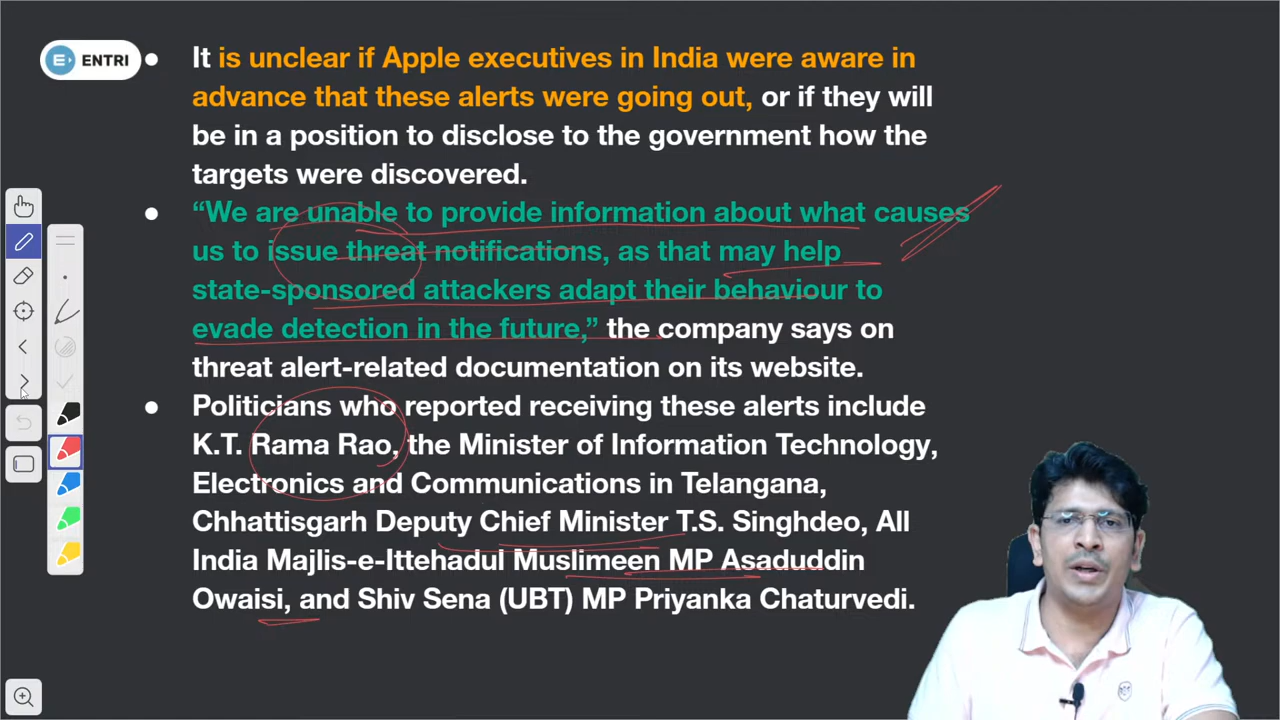 ENTRI
It is unclear if Apple executives in India were aware in
advance that these alerts were going out, or if they will
be in a position to disclose to the government how the
targets were discovered.
“We are unable to provide information about what causes
us to issue threat notifications, as that may help
state-sponsored attackers adapt their behaviour to
evade detection in the future,” the company says on
threat alert-related documentation on its website.
Politicians who reported receiving these alerts include
K.T. Rama Rao, the Minister of Information Technology,
Electronics and Communications in Telangana,
Chhattisgarh Deputy Chief Minister T.S. Singhdeo, All
India Majlis-e-Ittehadul Muslimeen MP Asaduddin
Owaisi, and Shiv Sena (UBT) MP Priyanka Chaturvedi.